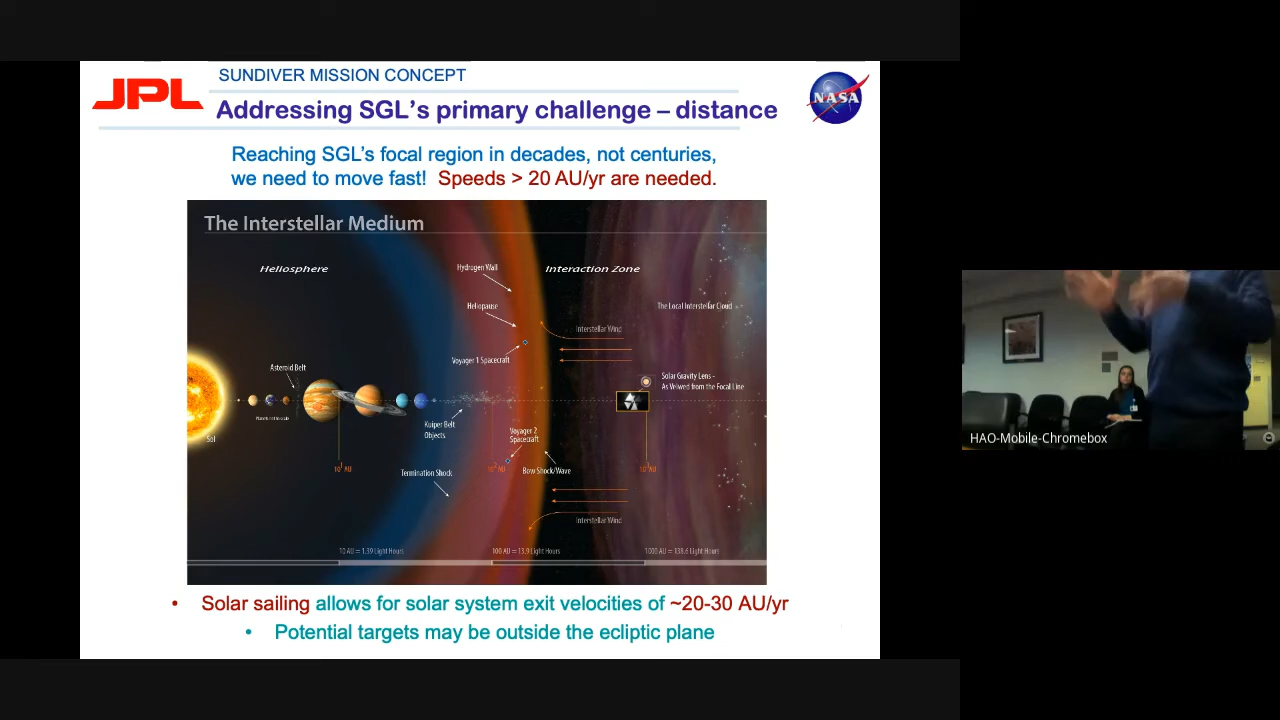 JPL
SUNDIVER MISSION CONCEPT
Addressing SGL's primary challenge – distance
NASA
Reaching SGL's focal region in decades, not centuries,
we need to move fast! Speeds > 20 AU/yr are needed.
The Interstellar Medium
Heliosphere
Hydrogen Wall
Interaction Zone
Heliopause
The Local Interstellar Cloud
Interstellar Wind
Voyager 1 Spacecraft
Asteroid Belt
Solar Gravity Lens -
As Veiwed from the Focal Line
Sol
Kuiper Belt
Objects
Voyager 2
Spacecraft
Termination Shock
Bow Shock/Wave
AU
AU
AU
Interstellar Wind
10 AU = 1.39 Light Hours
100 AU = 13.9 Light Hours
1000 AU = 138.6 Light Hours
• Solar sailing allows for solar system exit velocities of ~20-30 AU/yr
• Potential targets may be outside the ecliptic plane
HAO-Mobile-Chromebox